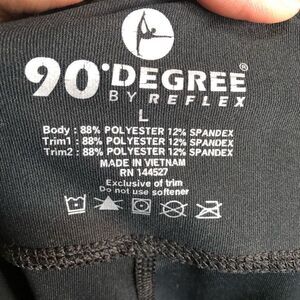 90°DEGREE®
BY REFLEX
L
Body : 88% POLYESTER 12% SPANDEX
Trim1 : 88% POLYESTER 12% SPANDEX
Trim2 : 88% POLYESTER 12% SPANDEX
MADE IN VIETNAM
RN 144527
Exclusive of trim
Do not use softener